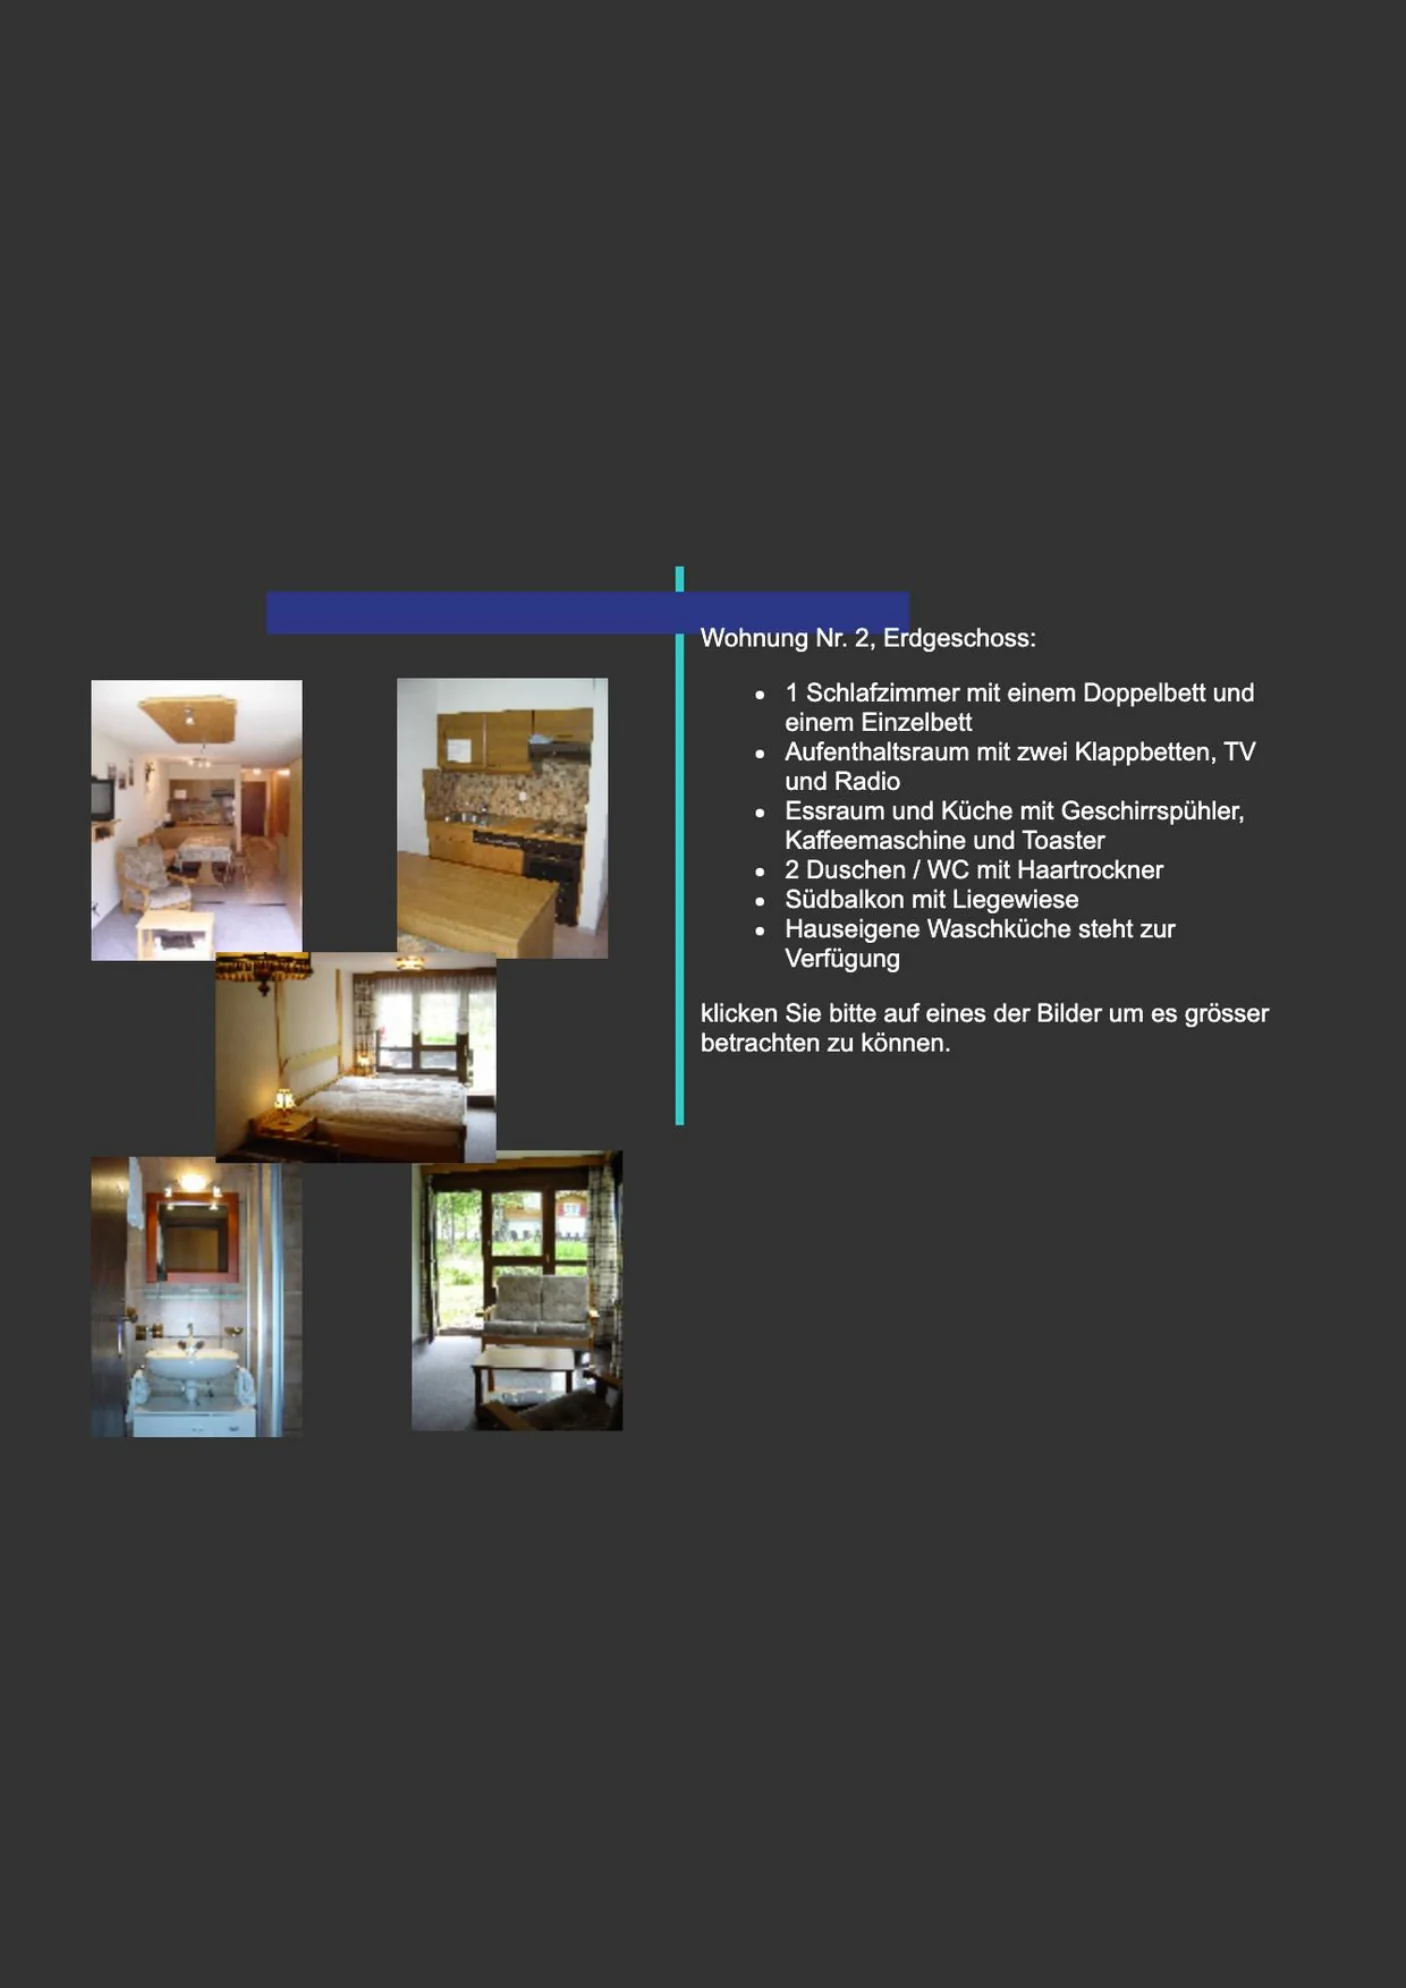 Wohnung Nr. 2, Erdgeschoss:
• 1 Schlafzimmer mit einem Doppelbett und
einem Einzelbett
• Aufenthaltsraum mit zwei Klappbetten, TV
und Radio
• Essraum und Küche mit Geschirrspühler,
Kaffeemaschine und Toaster
• 2 Duschen / WC mit Haartrockner
• Südbalkon mit Liegewiese
• Hauseigene Waschküche steht zur
Verfügung
klicken Sie bitte auf eines der Bilder um es grösser
betrachten zu können.